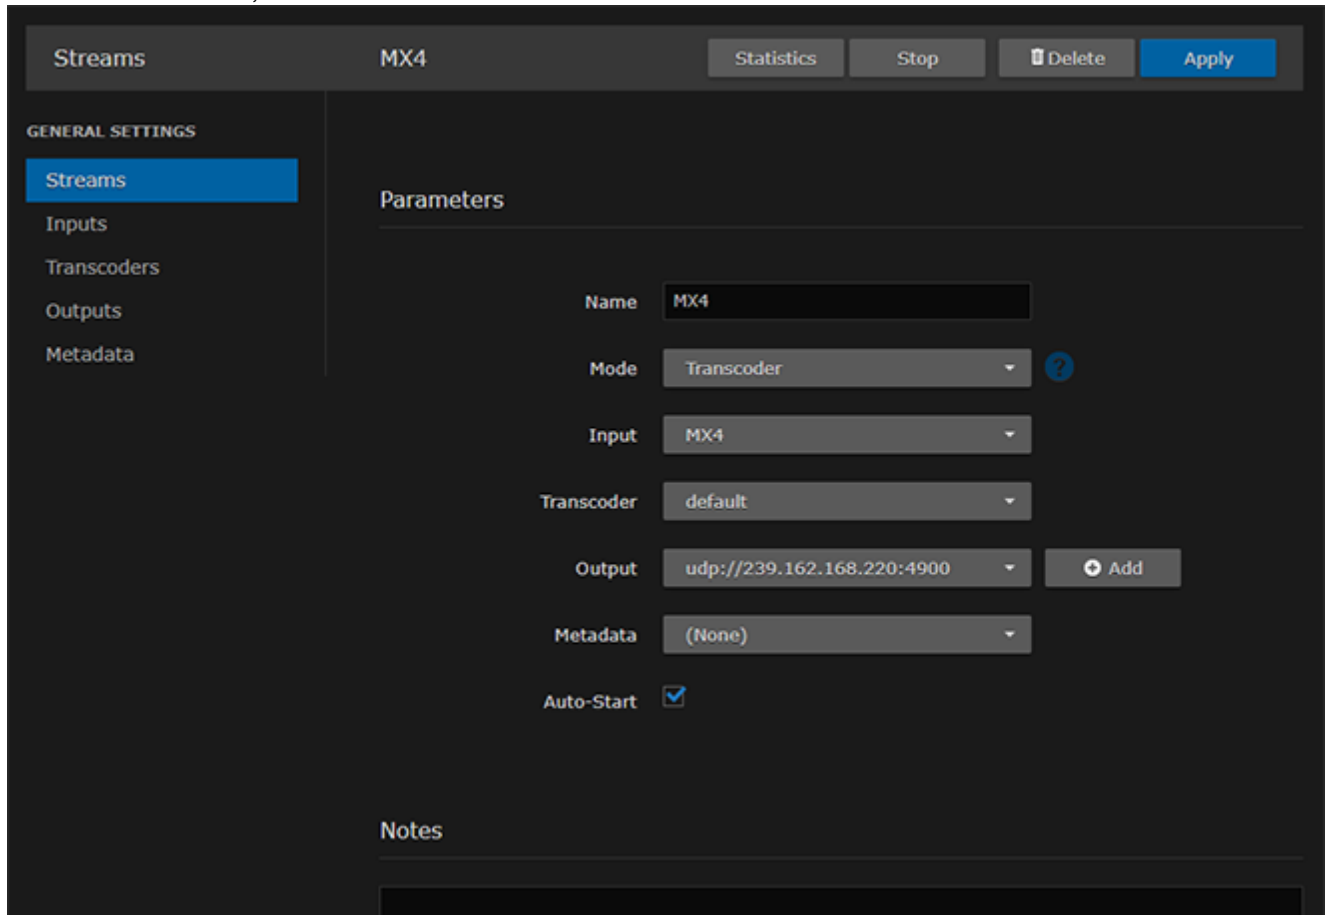 Streams MX4 Statistics Stop Delete Apply
GENERAL SETTINGS
Streams
Inputs
Transcoders
Outputs
Metadata
Parameters
Name MX4
Mode Transcoder ?
Input MX4
Transcoder default
Output udp://239.162.168.220:4900 Add
Metadata (None)
Auto-Start
Notes